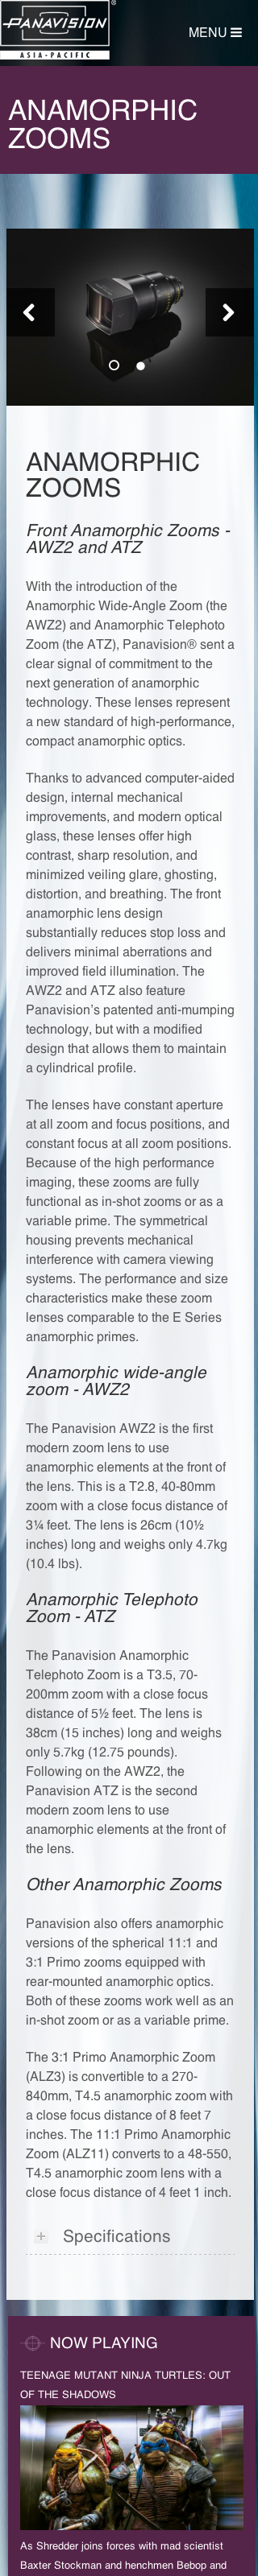 PANAVISION®
ASIA-PACIFIC
MENU
ANAMORPHIC
ZOOMS
ANAMORPHIC
ZOOMS
Front Anamorphic Zooms -
AWZ2 and ATZ
With the introduction of the
Anamorphic Wide-Angle Zoom (the
AWZ2) and Anamorphic Telephoto
Zoom (the ATZ), Panavision® sent a
clear signal of commitment to the
next generation of anamorphic
technology. These lenses represent
a new standard of high-performance,
compact anamorphic optics.
Thanks to advanced computer-aided
design, internal mechanical
improvements, and modern optical
glass, these lenses offer high
contrast, sharp resolution, and
minimized veiling glare, ghosting,
distortion, and breathing. The front
anamorphic lens design
substantially reduces stop loss and
delivers minimal aberrations and
improved field illumination. The
AWZ2 and ATZ also feature
Panavision's patented anti-mumping
technology, but with a modified
design that allows them to maintain
a cylindrical profile.
The lenses have constant aperture
at all zoom and focus positions, and
constant focus at all zoom positions.
Because of the high performance
imaging, these zooms are fully
functional as in-shot zooms or as a
variable prime. The symmetrical
housing prevents mechanical
interference with camera viewing
systems. The performance and size
characteristics make these zoom
lenses comparable to the E Series
anamorphic primes.
Anamorphic wide-angle
zoom - AWZ2
The Panavision AWZ2 is the first
modern zoom lens to use
anamorphic elements at the front of
the lens. This is a T2.8, 40-80mm
zoom with a close focus distance of
3¼ feet. The lens is 26cm (10½
inches) long and weighs only 4.7kg
(10.4 lbs).
Anamorphic Telephoto
Zoom - ATZ
The Panavision Anamorphic
Telephoto Zoom is a T3.5, 70-
200mm zoom with a close focus
distance of 5½ feet. The lens is
38cm (15 inches) long and weighs
only 5.7kg (12.75 pounds).
Following on the AWZ2, the
Panavision ATZ is the second
modern zoom lens to use
anamorphic elements at the front of
the lens.
Other Anamorphic Zooms
Panavision also offers anamorphic
versions of the spherical 11:1 and
3:1 Primo zooms equipped with
rear-mounted anamorphic optics.
Both of these zooms work well as an
in-shot zoom or as a variable prime.
The 3:1 Primo Anamorphic Zoom
(ALZ3) is convertible to a 270-
840mm, T4.5 anamorphic zoom with
a close focus distance of 8 feet 7
inches. The 11:1 Primo Anamorphic
Zoom (ALZ11) converts to a 48-550,
T4.5 anamorphic zoom lens with a
close focus distance of 4 feet 1 inch.
Specifications
NOW PLAYING
TEENAGE MUTANT NINJA TURTLES: OUT
OF THE SHADOWS
As Shredder joins forces with mad scientist
Baxter Stockman and henchmen Bebop and